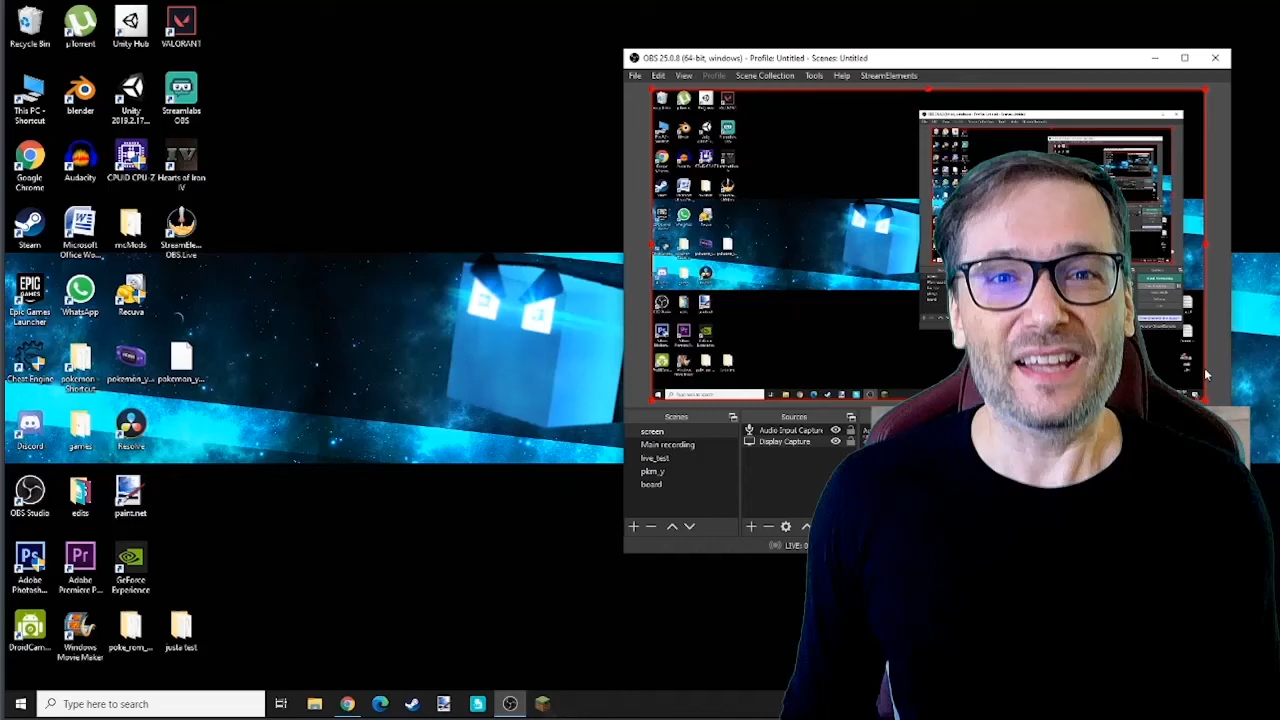 Recycle Bin
µTorrent
Unity Hub
VALORANT
This PC -
Shortcut
blender
Unity
2019.2.17...
Streamlabs
OBS
Google
Chrome
Audacity
CPUID CPU-Z
Hearts of Iron
IV
Steam
Microsoft
Office Wo...
mcMods
StreamEle...
OBS.Live
Epic Games
Launcher
WhatsApp
Recuva
Cheat Engine
pokemon -
Shortcut
pokemon_y...
pokemon_y...
Discord
games
Resolve
OBS Studio
edits
paint.net
Adobe
Photosh...
Adobe
Premiere P...
GeForce
Experience
DroidCam...
Windows
Movie Maker
poke_rom_...
justa test
Type here to search
OBS 25.0.8 (64-bit, windows) - Profile: Untitled - Scenes: Untitled
File Edit View Profile Scene Collection Tools Help StreamElements
Scenes
screen
Main recording
live_test
pkm_y
board
Sources
Audio Input Capture
Display Capture
LIVE: 0